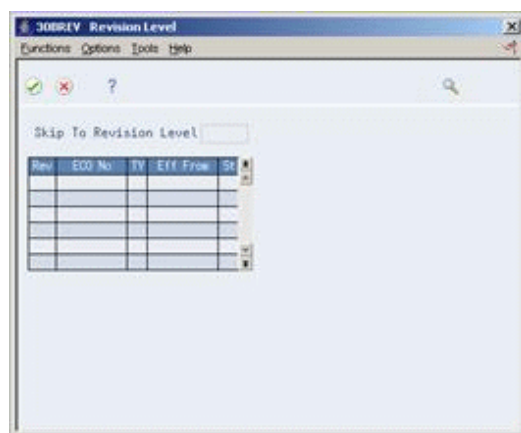 30BREV Revision Level
Functions Options Tools Help
?
Skip To Revision Level
Rev ECO No TY Eff From St